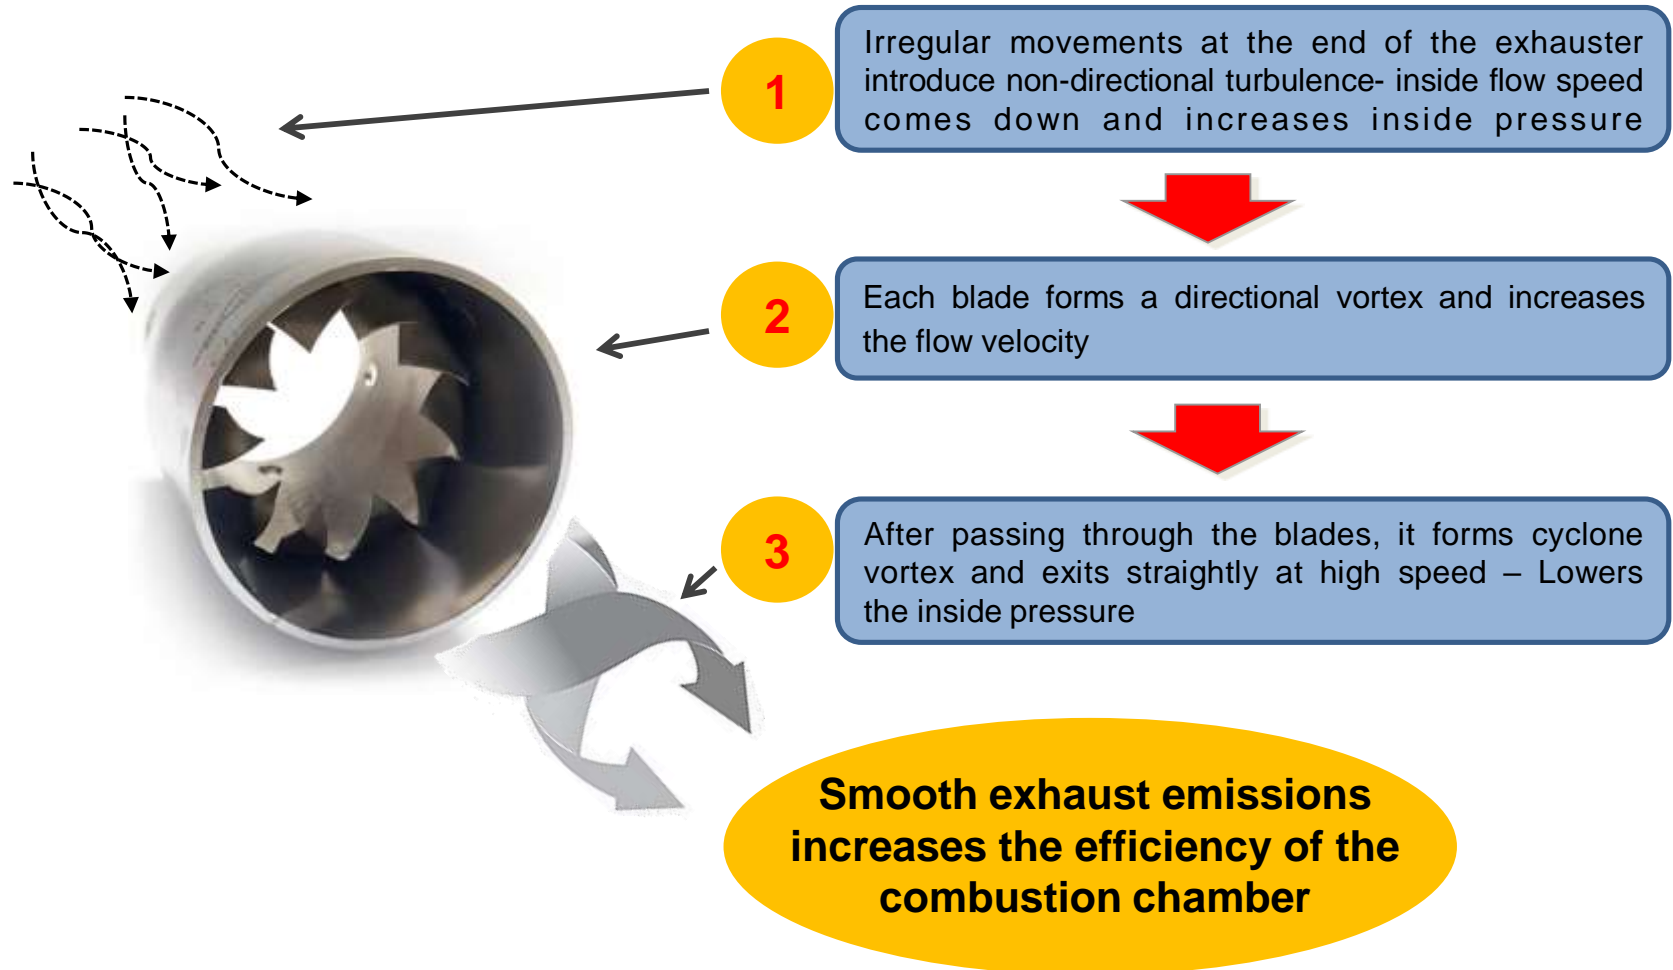 1
Irregular movements at the end of the exhauster
introduce non-directional turbulence- inside flow speed
comes down and increases inside pressure
2
Each blade forms a directional vortex and increases
the flow velocity
3
After passing through the blades, it forms cyclone
vortex and exits straightly at high speed – Lowers
the inside pressure
Smooth exhaust emissions
increases the efficiency of the
combustion chamber